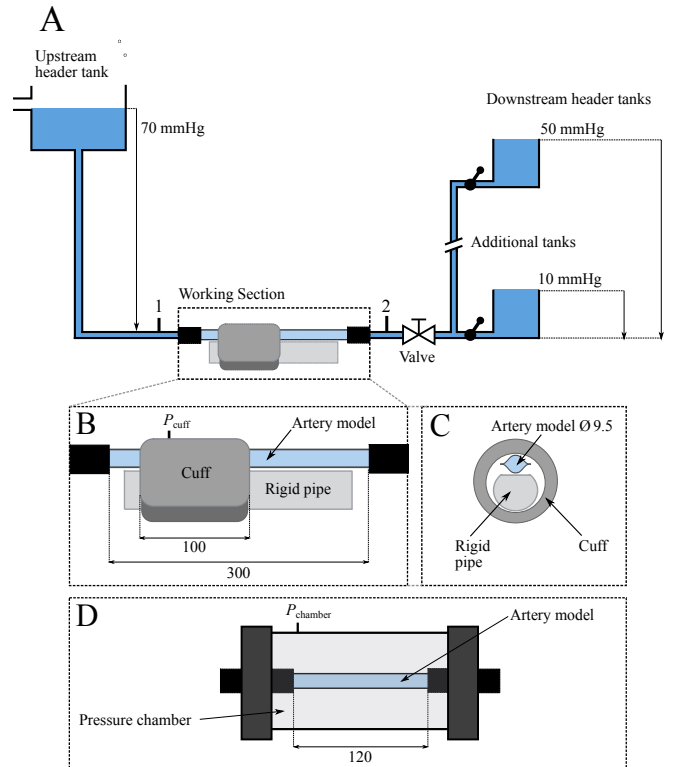 A
Upstream
header tank
70 mmHg
Downstream header tanks
50 mmHg
Additional tanks
10 mmHg
Working Section
1
2
Valve
B
Pcuff
Artery model
Cuff
Rigid pipe
100
300
C
Artery model Ø 9.5
Rigid
pipe
Cuff
D
Pchamber
Artery model
Pressure chamber
120